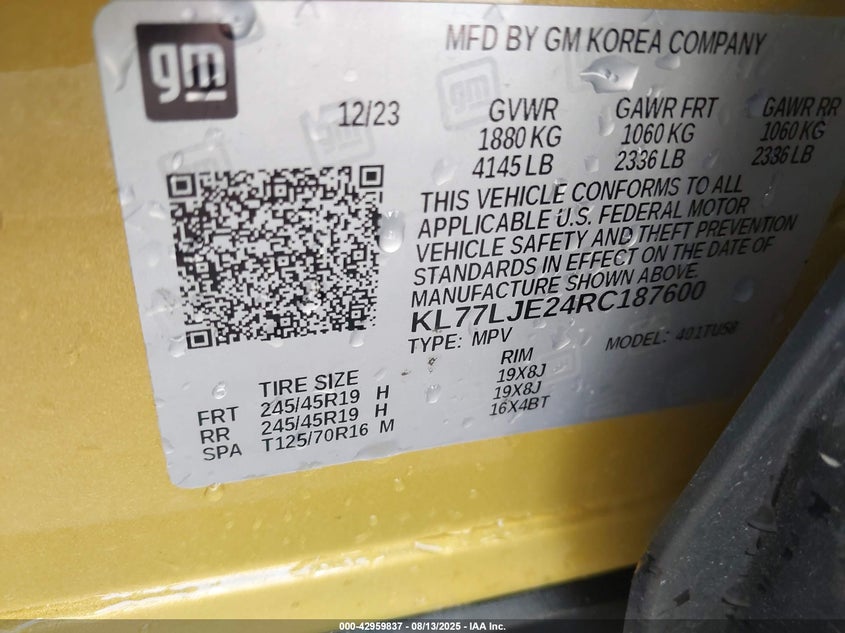 gm
MFD BY GM KOREA COMPANY
12/23
GVWR GAWR FRT GAWR RR
1880 KG 1060 KG 1060 KG
4145 LB 2336 LB 2336 LB
THIS VEHICLE CONFORMS TO ALL
APPLICABLE U.S. FEDERAL MOTOR
VEHICLE SAFETY AND THEFT PREVENTION
STANDARDS IN EFFECT ON THE DATE OF
MANUFACTURE SHOWN ABOVE.
KL77LJE24RC187600
TYPE: MPV MODEL: 401TU58
TIRE SIZE RIM
FRT 245/45R19 H 19X8J
RR 245/45R19 H 19X8J
SPA T125/70R16 M 16X4BT
000-42959837 - 08/13/2025 - IAA Inc.